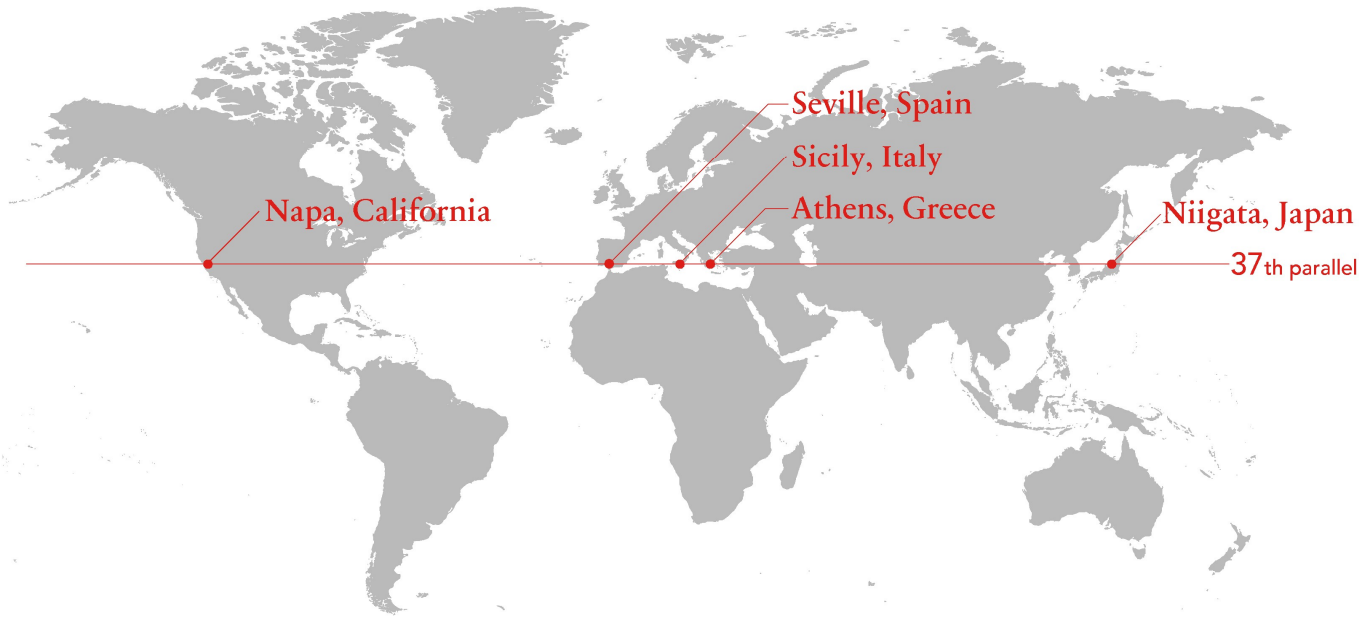 Seville, Spain
Sicily, Italy
Napa, California
Athens, Greece
Niigata, Japan
37th parallel